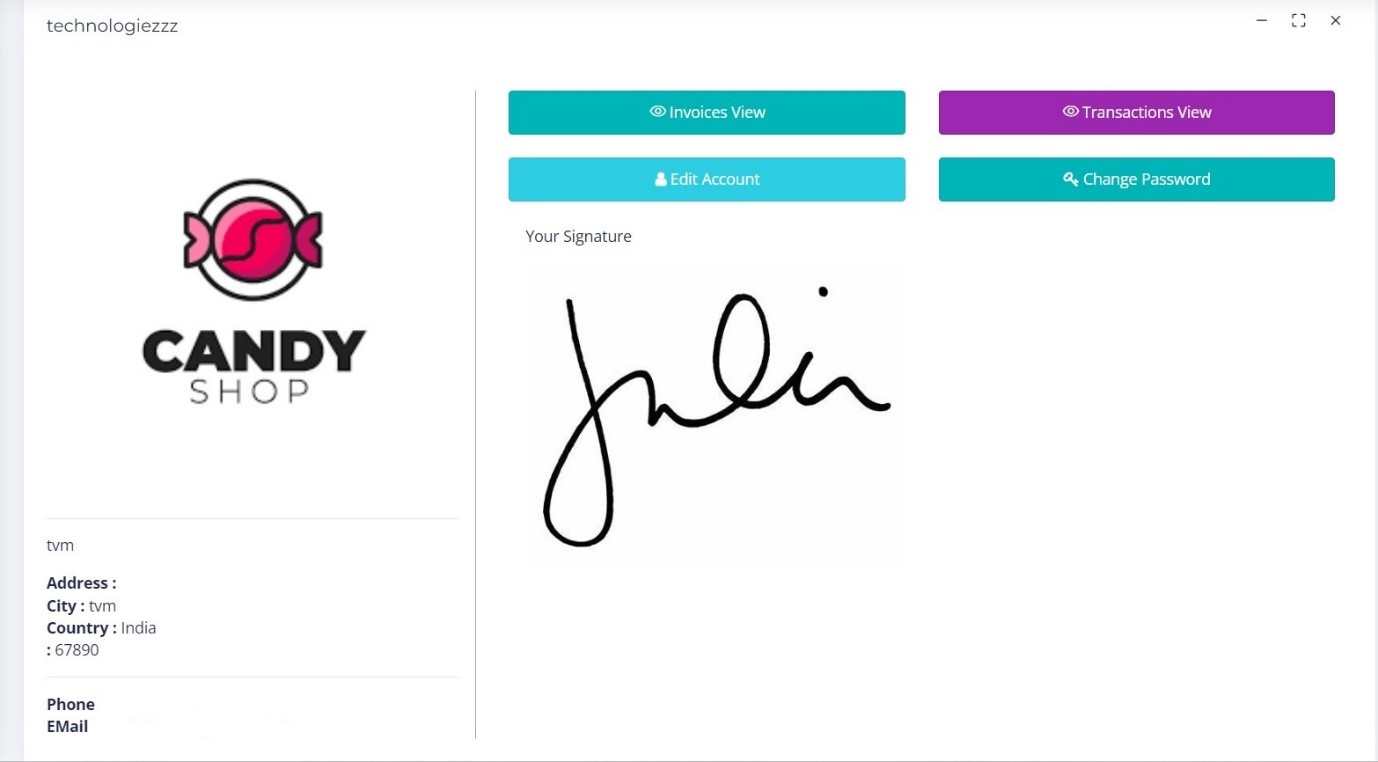 technologiezzz
CANDY
SHOP
tvm
Address :
City : tvm
Country : India
: 67890
Phone
EMail
Invoices View
Transactions View
Edit Account
Change Password
Your Signature